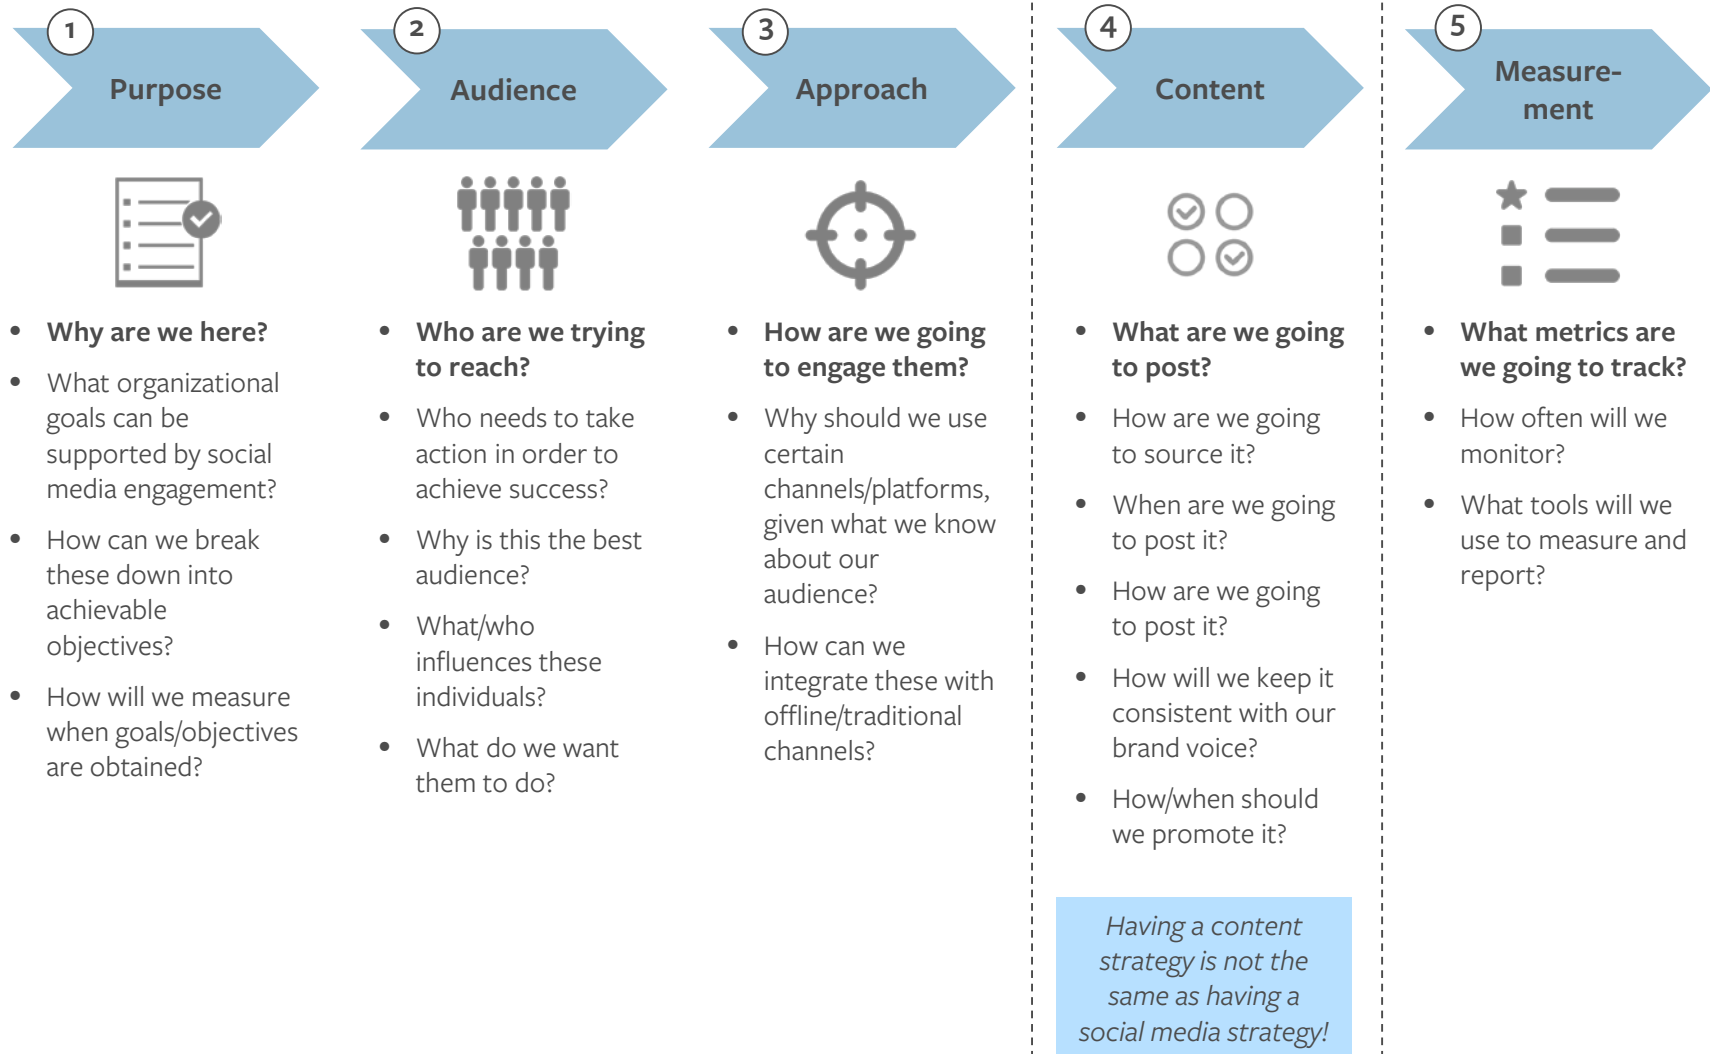 1
Purpose
• Why are we here?
• What organizational
goals can be
supported by social
media engagement?
• How can we break
these down into
achievable
objectives?
• How will we measure
when goals/objectives
are obtained?
2
Audience
• Who are we trying
to reach?
• Who needs to take
action in order to
achieve success?
• Why is this the best
audience?
• What/who
influences these
individuals?
• What do we want
them to do?
3
Approach
• How are we going
to engage them?
• Why should we use
certain
channels/platforms,
given what we know
about our
audience?
• How can we
integrate these with
offline/traditional
channels?
4
Content
• What are we going
to post?
• How are we going
to source it?
• When are we going
to post it?
• How are we going
to post it?
• How will we keep it
consistent with our
brand voice?
• How/when should
we promote it?
Having a content
strategy is not the
same as having a
social media strategy!
5
Measure-
ment
• What metrics are
we going to track?
• How often will we
monitor?
• What tools will we
use to measure and
report?